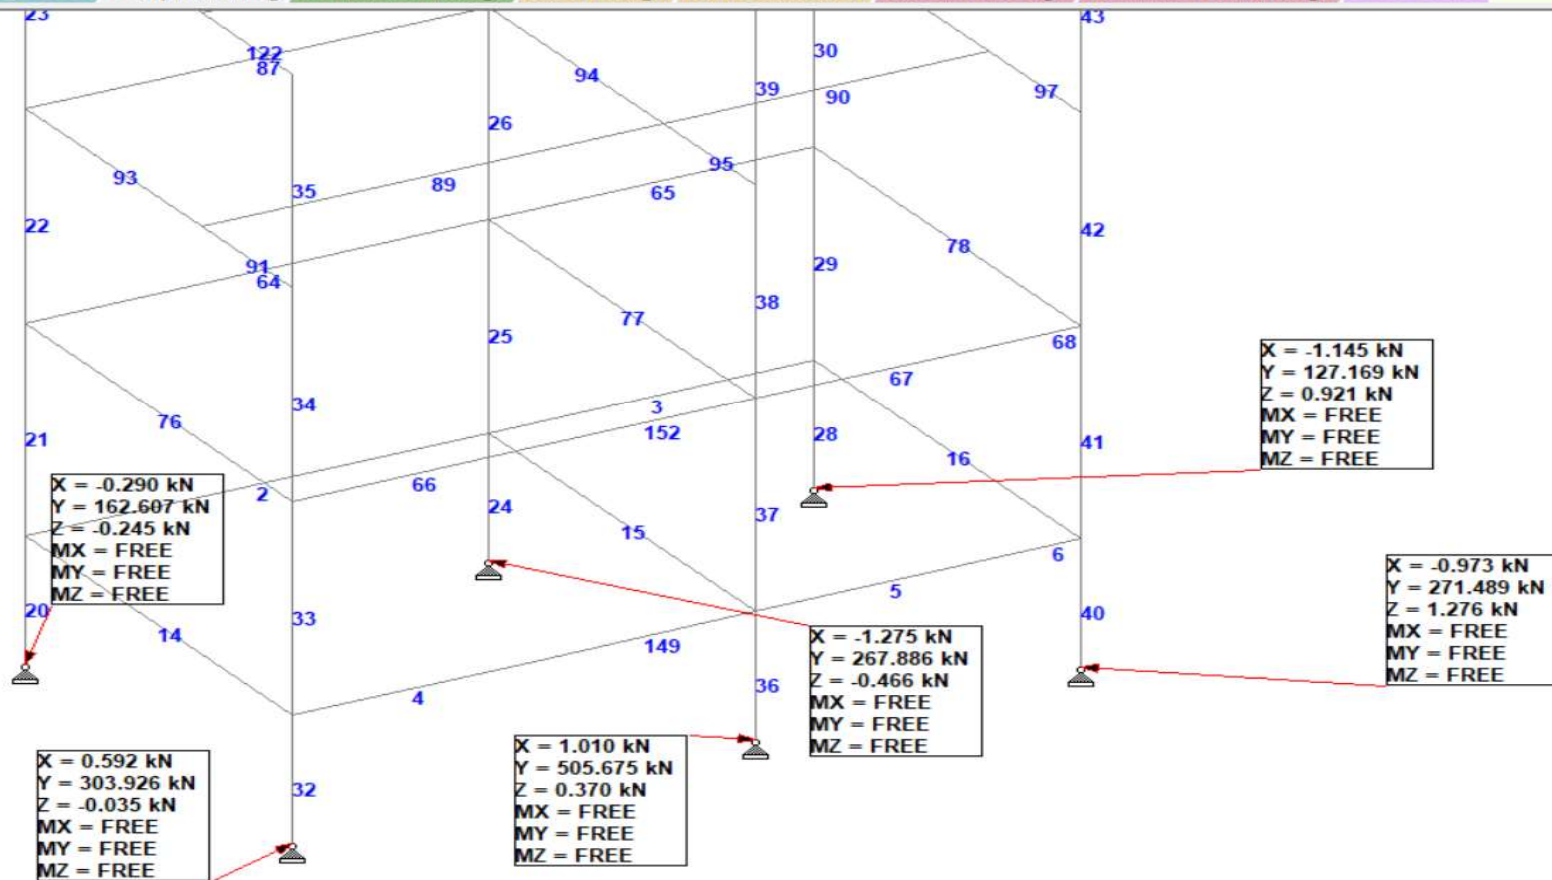 23
43
122
87
30
94
39
90
97
26
95
93
89
65
35
22
42
91
64
78
29
38
77
25
68
67
34
3
76
152
28
41
21
16
66
2
24
37
15
6
5
20
33
14
149
40
36
4
32
X = -1.145 kN
Y = 127.169 kN
Z = 0.921 kN
MX = FREE
MY = FREE
MZ = FREE
X = -0.290 kN
Y = 162.607 kN
Z = -0.245 kN
MX = FREE
MY = FREE
MZ = FREE
X = -0.973 kN
Y = 271.489 kN
Z = 1.276 kN
MX = FREE
MY = FREE
MZ = FREE
X = -1.275 kN
Y = 267.886 kN
Z = -0.466 kN
MX = FREE
MY = FREE
MZ = FREE
X = 1.010 kN
Y = 505.675 kN
Z = 0.370 kN
MX = FREE
MY = FREE
MZ = FREE
X = 0.592 kN
Y = 303.926 kN
Z = -0.035 kN
MX = FREE
MY = FREE
MZ = FREE